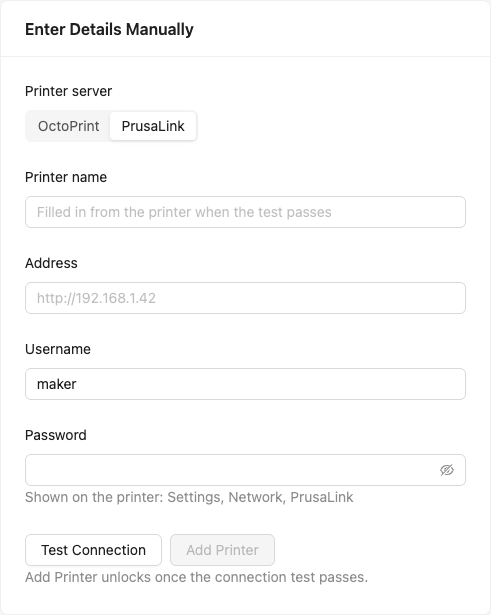 Enter Details Manually
Printer server
OctoPrint PrusaLink
Printer name
Filled in from the printer when the test passes
Address
http://192.168.1.42
Username
maker
Password
Shown on the printer: Settings, Network, PrusaLink
Test Connection Add Printer
Add Printer unlocks once the connection test passes.